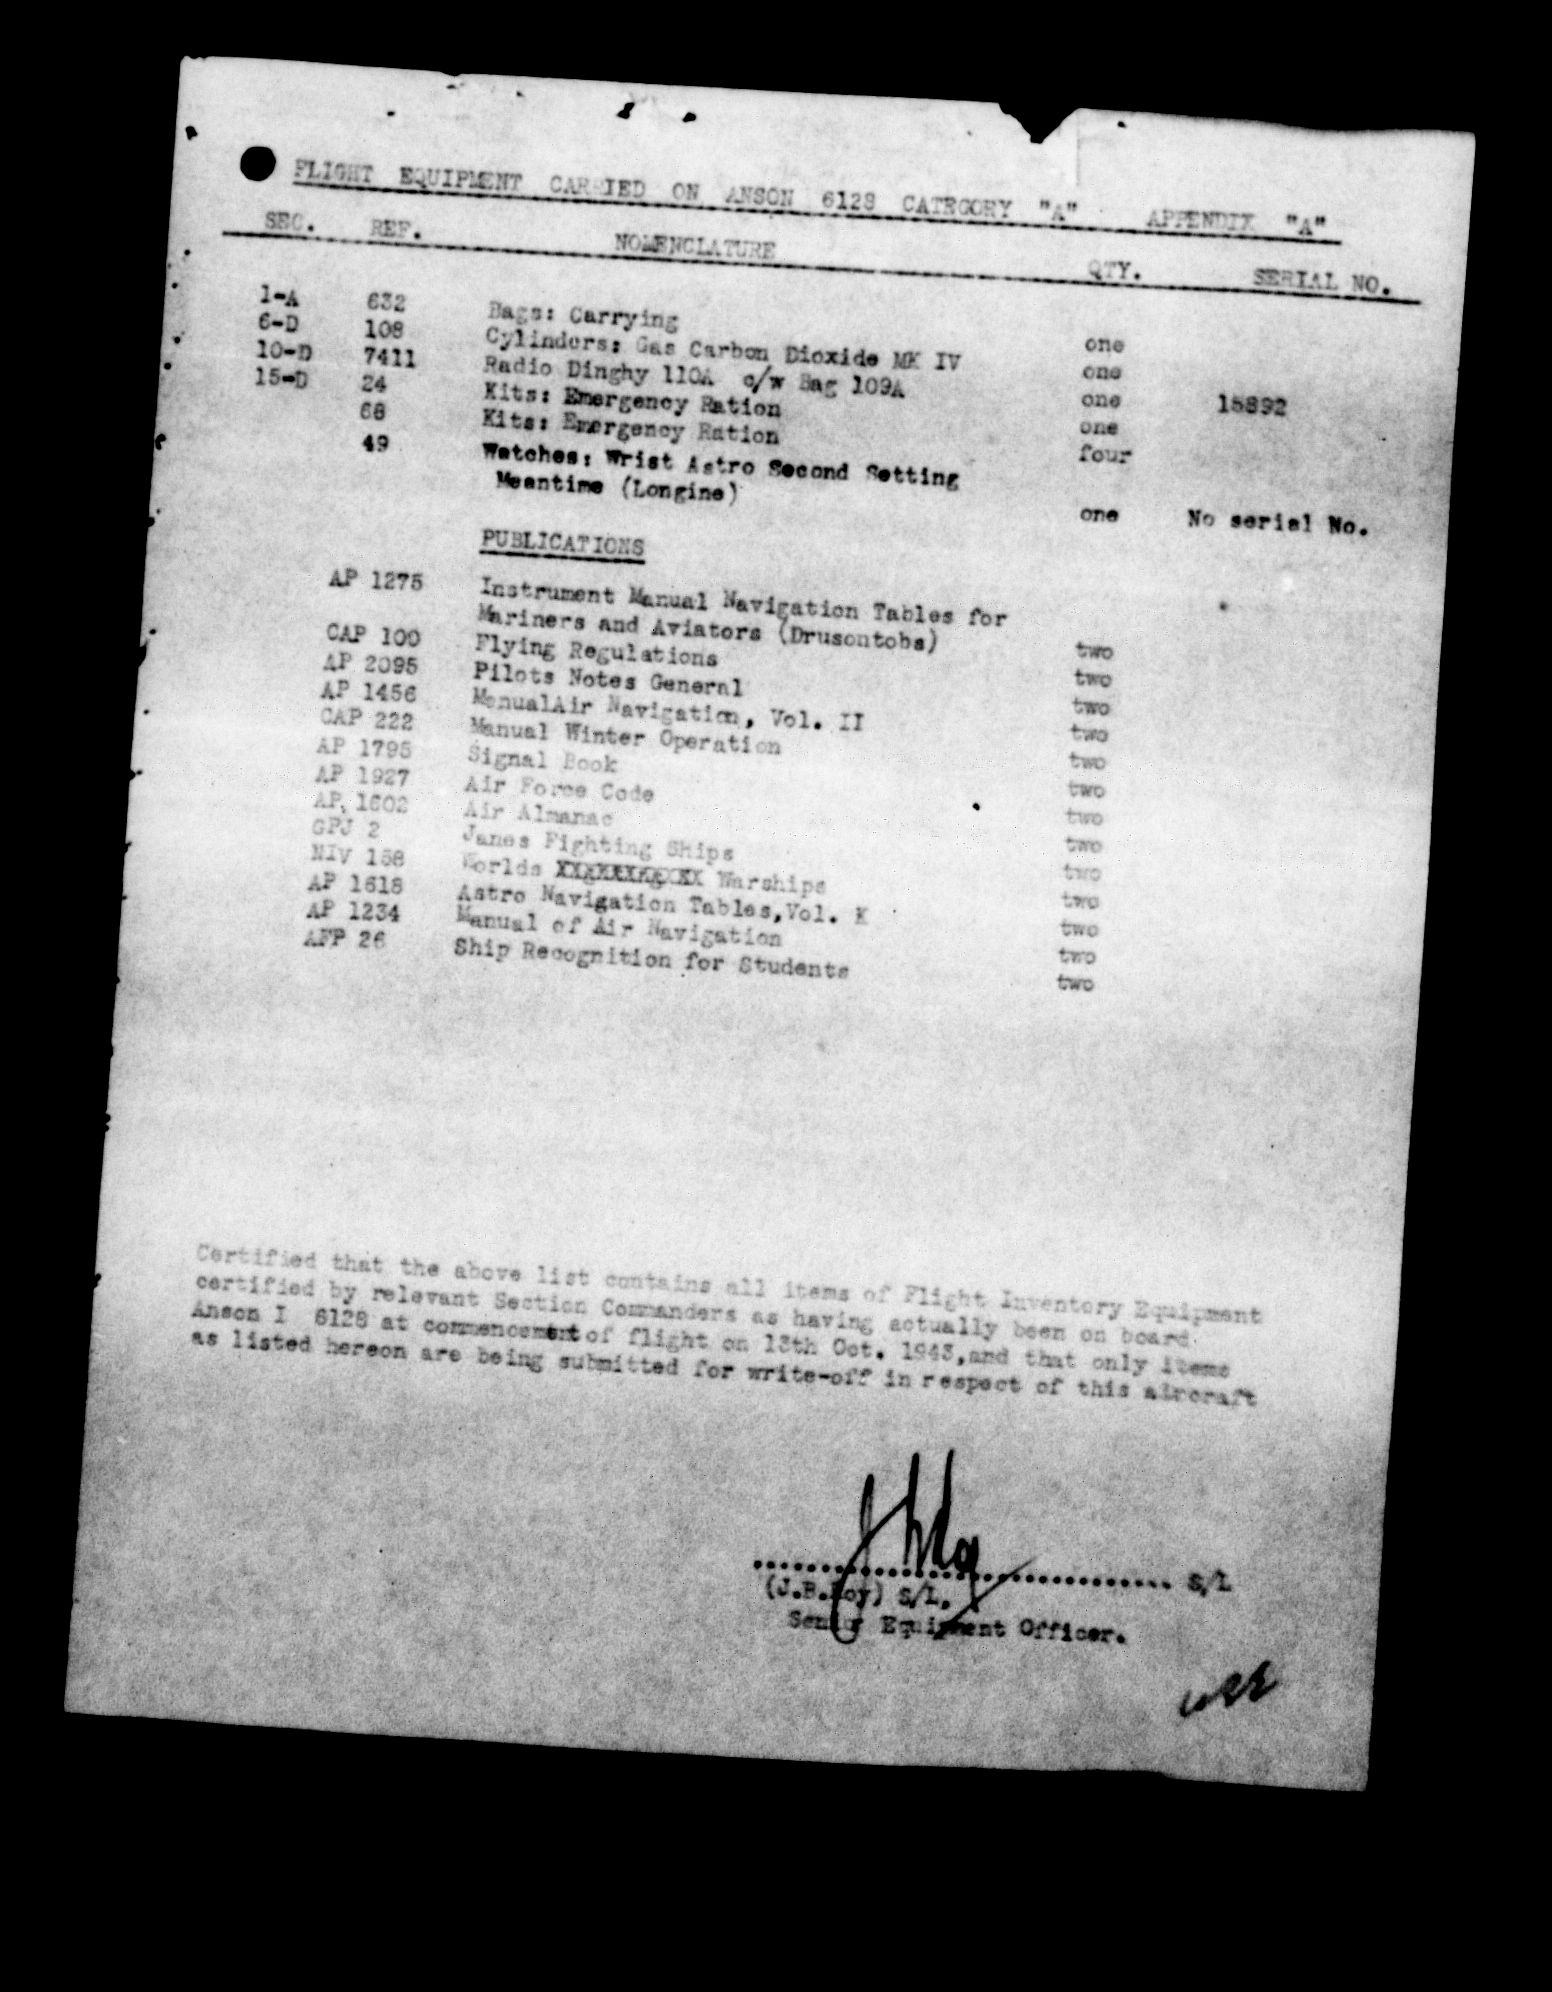 FLIGHT EQUIPMENT CARRIED ON ANSON 6128 CATEGORY "A" APPENDIX "A"
SEC. REF. NOMENCLATURE QTY. SERIAL NO.
1-A 632 Bags: Carrying one
6-D 108 Cylinders: Gas Carbon Dioxide MK IV one
10-D 7411 Radio Dinghy 110A c/w Bag 109A one 15892
15-D 24 Kits: Emergency Ration one
68 Kits: Emergency Ration four
49 Watches: Wrist Astro Second Setting
Meantime (Longine) one No serial No.
PUBLICATIONS
AP 1275 Instrument Manual Navigation Tables for
Mariners and Aviators (Drusontobs) two
CAP 100 Flying Regulations two
AP 2095 Pilots Notes General two
AP 1456 ManualAir Navigation, Vol. II two
CAP 222 Manual Winter Operation two
AP 1795 Signal Book two
AP 1927 Air Force Code two
AP. 1602 Air Almanac two
GPJ 2 Janes Fighting Ships two
NIV 158 Worlds Warships two
AP 1618 Astro Navigation Tables,Vol. K two
AP 1234 Manual of Air Navigation two
AFP 26 Ship Recognition for Students two
Certified that the above list contains all items of Flight Inventory Equipment
certified by relevant Section Commanders as having actually been on board
Anson I 6128 at commencement of flight on 13th Oct. 1943,and that only items
as listed hereon are being submitted for write-off in respect of this aircraft
S/L
(J.B.Roy) S/L.
Senior Equipment Officer.